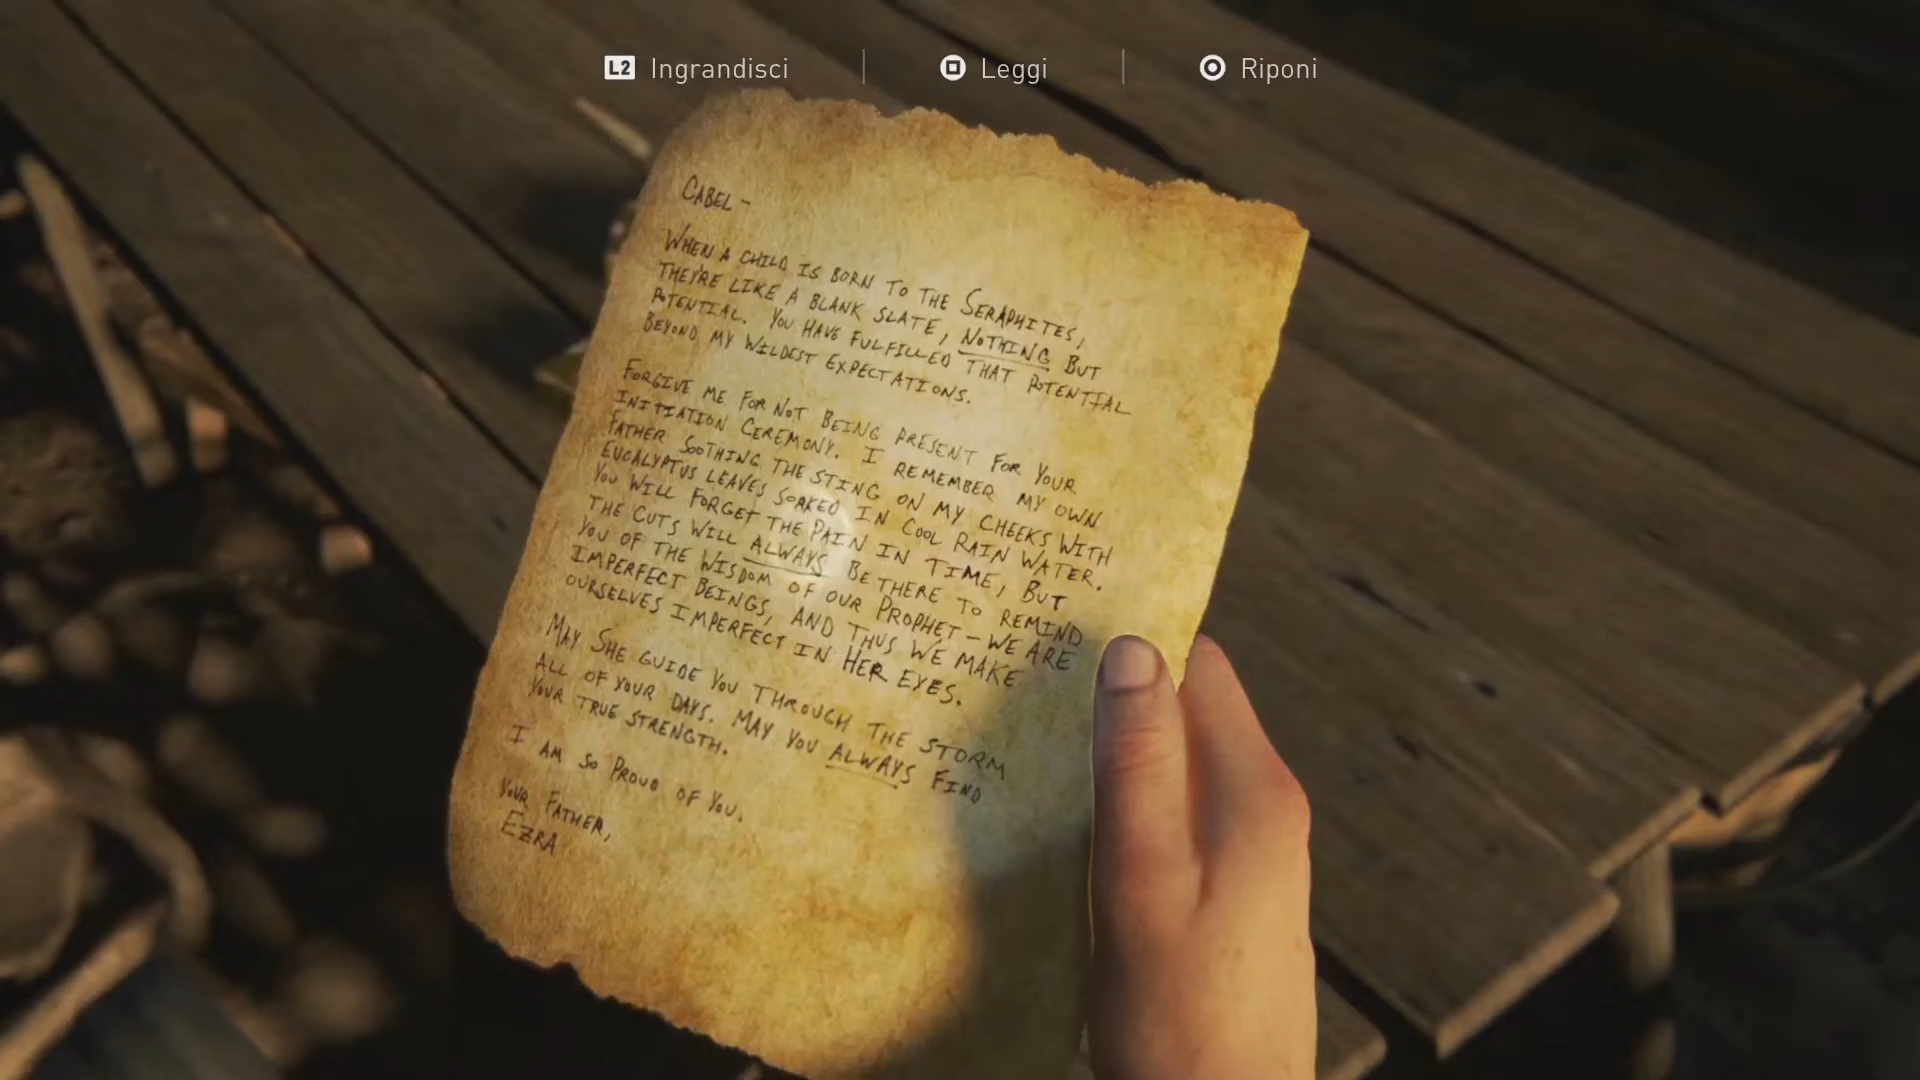 L2 Ingrandisci
Leggi
Riponi
CABEL -
WHEN A CHILD IS BORN TO THE SERAPHITES,
THEY'RE LIKE A BLANK SLATE, NOTHING BUT
POTENTIAL. YOU HAVE FULFILLED THAT POTENTIAL
BEYOND MY WILDEST EXPECTATIONS.
FORGIVE ME FOR NOT BEING PRESENT FOR YOUR
INITIATION CEREMONY. I REMEMBER MY OWN
FATHER SOOTHING THE STING ON MY CHEEKS WITH
EUCALYPTUS LEAVES SOAKED IN COOL RAIN WATER.
YOU WILL FORGET THE PAIN IN TIME, BUT
THE CUTS WILL ALWAYS BE THERE TO REMIND
YOU OF THE WISDOM OF OUR PROPHET - WE ARE
IMPERFECT BEINGS, AND THUS WE MAKE
OURSELVES IMPERFECT IN HER EYES.
MAY SHE GUIDE YOU THROUGH THE STORM
ALL OF YOUR DAYS. MAY YOU ALWAYS FIND
YOUR TRUE STRENGTH.
I AM SO PROUD OF YOU.
YOUR FATHER,
EZRA